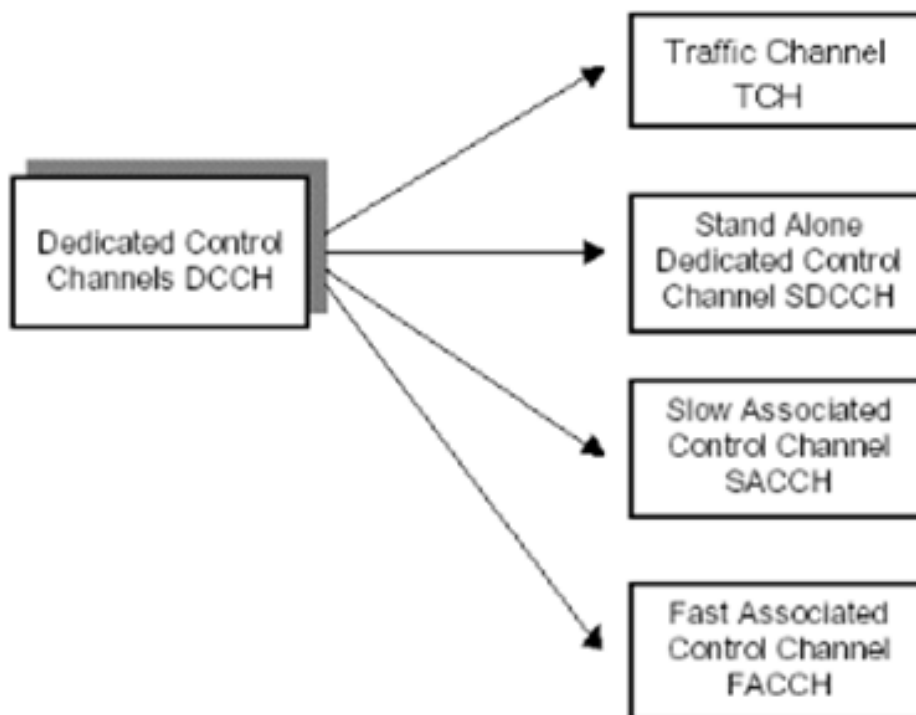 Traffic Channel
TCH
Dedicated Control
Channels DCCH
Stand Alone
Dedicated Control
Channel SDCCH
Slow Associated
Control Channel
SACCH
Fast Associated
Control Channel
FACCH